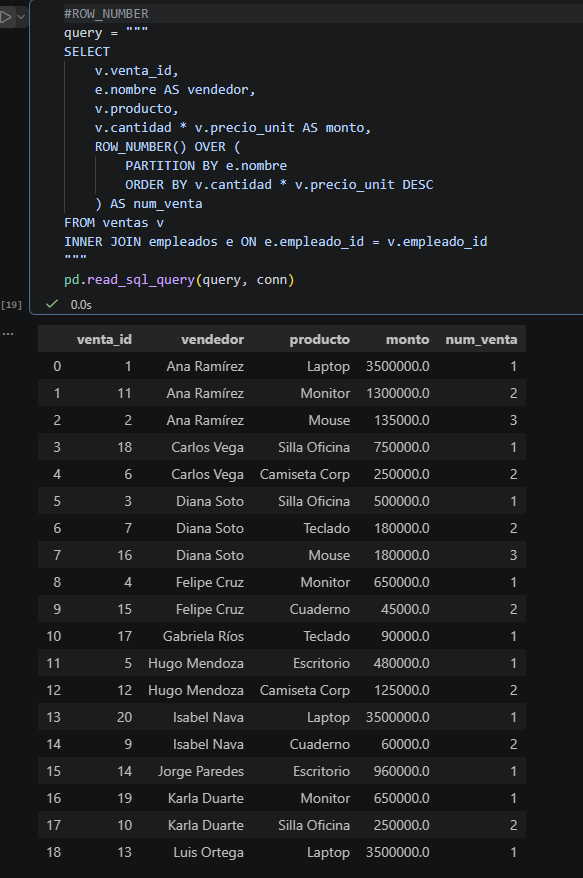 #ROW_NUMBER
query = """
SELECT
    v.venta_id,
    e.nombre AS vendedor,
    v.producto,
    v.cantidad * v.precio_unit AS monto,
    ROW_NUMBER() OVER (
        PARTITION BY e.nombre
        ORDER BY v.cantidad * v.precio_unit DESC
    ) AS num_venta
FROM ventas v
INNER JOIN empleados e ON e.empleado_id = v.empleado_id
"""
pd.read_sql_query(query, conn)
[19] 0.0s
...
venta_id vendedor producto monto num_venta
0 1 Ana Ramírez Laptop 3500000.0 1
1 11 Ana Ramírez Monitor 1300000.0 2
2 2 Ana Ramírez Mouse 135000.0 3
3 18 Carlos Vega Silla Oficina 750000.0 1
4 6 Carlos Vega Camiseta Corp 250000.0 2
5 3 Diana Soto Silla Oficina 500000.0 1
6 7 Diana Soto Teclado 180000.0 2
7 16 Diana Soto Mouse 180000.0 3
8 4 Felipe Cruz Monitor 650000.0 1
9 15 Felipe Cruz Cuaderno 45000.0 2
10 17 Gabriela Ríos Teclado 90000.0 1
11 5 Hugo Mendoza Escritorio 480000.0 1
12 12 Hugo Mendoza Camiseta Corp 125000.0 2
13 20 Isabel Nava Laptop 3500000.0 1
14 9 Isabel Nava Cuaderno 60000.0 2
15 14 Jorge Paredes Escritorio 960000.0 1
16 19 Karla Duarte Monitor 650000.0 1
17 10 Karla Duarte Silla Oficina 250000.0 2
18 13 Luis Ortega Laptop 3500000.0 1